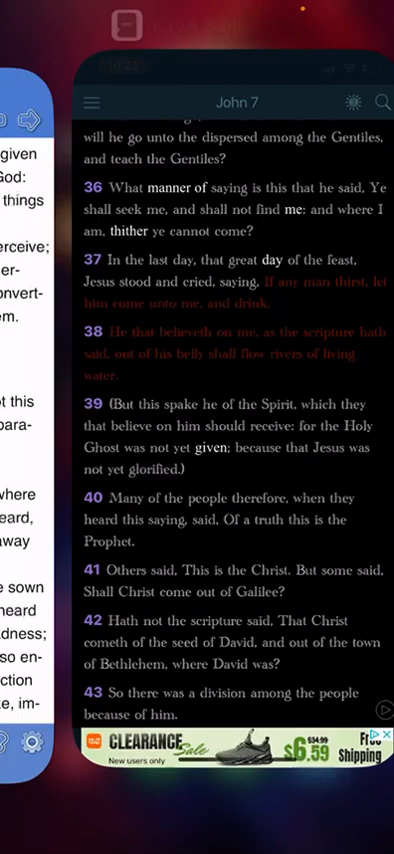 given
God:
things
erceive;
er-
onvert-
em.
ot this
para-
where
eard,
away
e sown
heard
adness;
so en-
ction
ke, im-
John 7
will he go unto the dispersed among the Gentiles,
and teach the Gentiles?
36 What manner of saying is this that he said, Ye
shall seek me, and shall not find me: and where I
am, thither ye cannot come?
37 In the last day, that great day of the feast,
Jesus stood and cried, saying, If any man thirst, let
him come unto me, and drink.
38 He that believeth on me, as the scripture hath
said, out of his belly shall flow rivers of living
water.
39 (But this spake he of the Spirit, which they
that believe on him should receive: for the Holy
Ghost was not yet given; because that Jesus was
not yet glorified.)
40 Many of the people therefore, when they
heard this saying, said, Of a truth this is the
Prophet.
41 Others said, This is the Christ. But some said,
Shall Christ come out of Galilee?
42 Hath not the scripture said, That Christ
cometh of the seed of David, and out of the town
of Bethlehem, where David was?
43 So there was a division among the people
because of him.
CLEARANCE
Sale
New users only
$34.99
$6.59
Free
Shipping